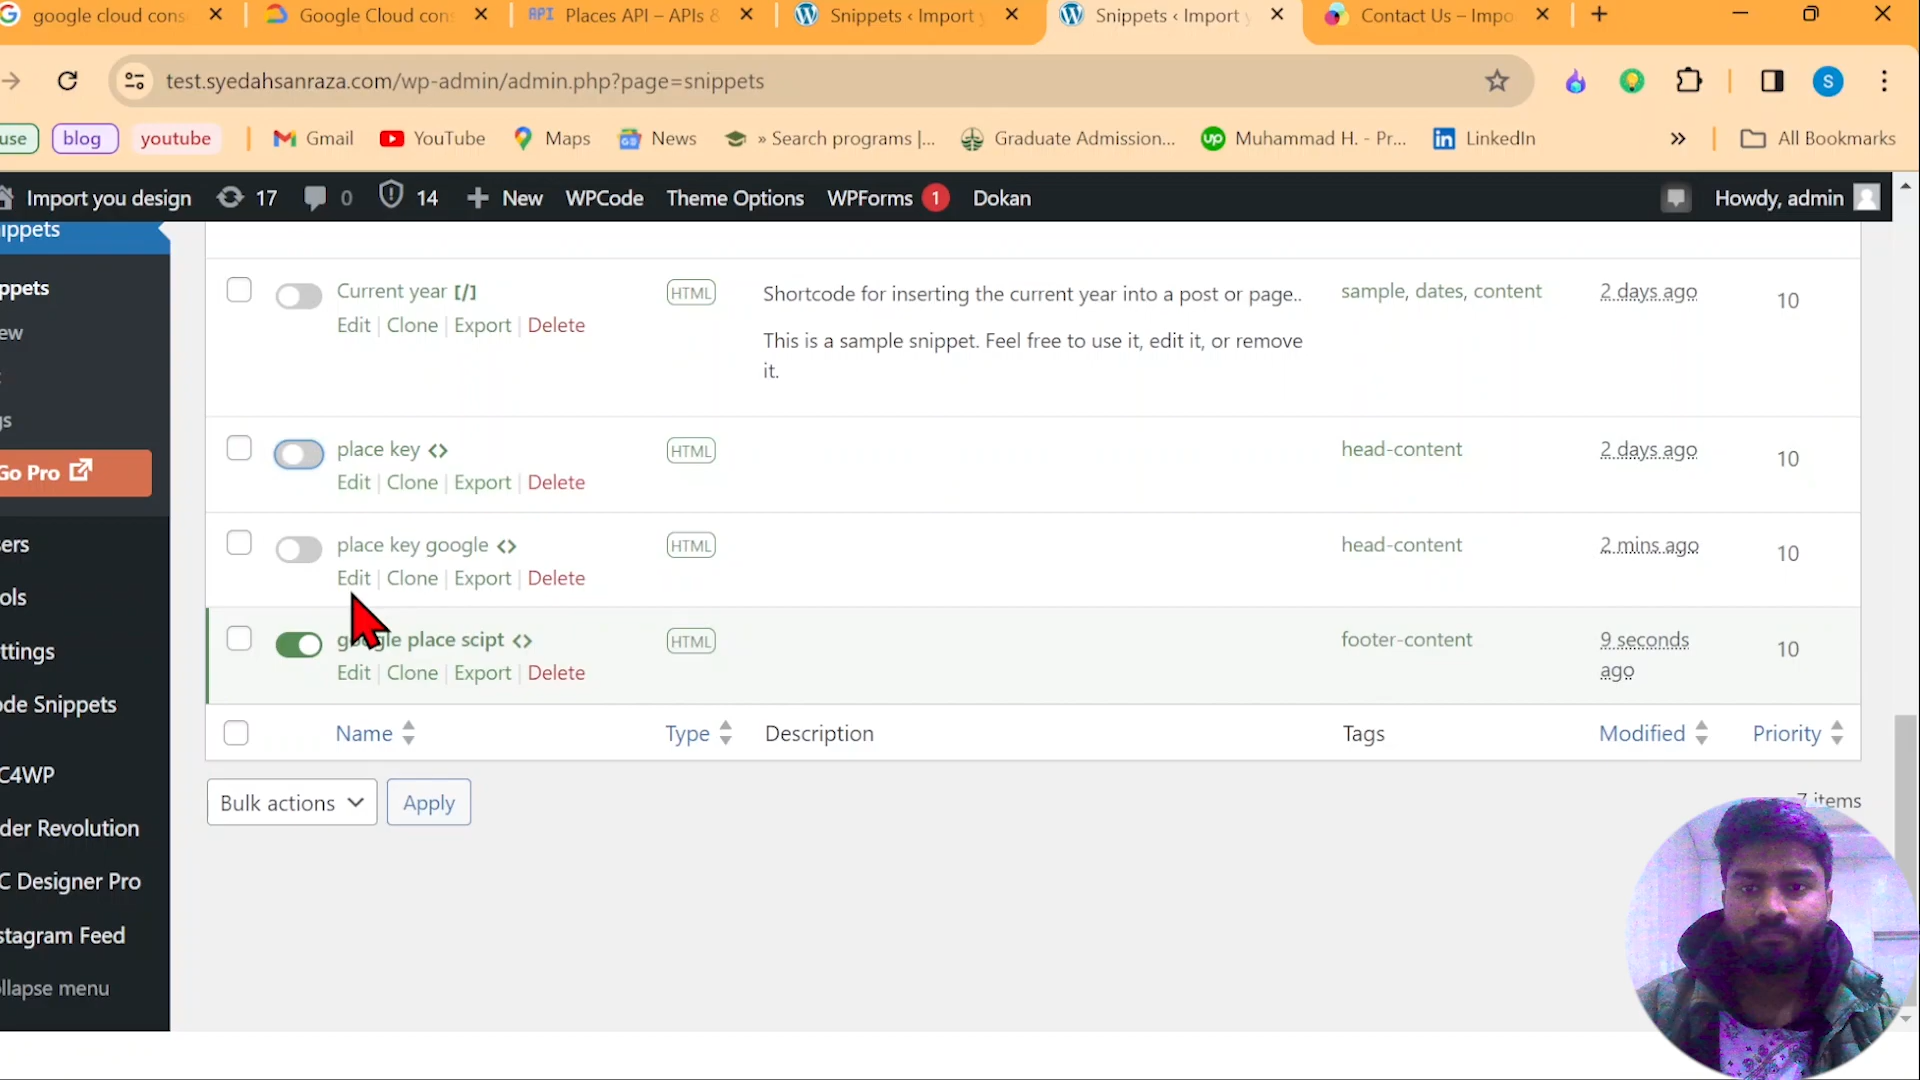 google cloud cons
Google Cloud con
API Places API – APIs &
Snippets ‹ Import y
Snippets ‹ Import y
Contact Us – Impo
test.syedahsanraza.com/wp-admin/admin.php?page=snippets
S
use
blog
youtube
Gmail
YouTube
Maps
News
» Search programs |...
Graduate Admission...
up Muhammad H. - Pr...
in LinkedIn
»
All Bookmarks
Import you design
17
0
14
+ New
WPCode
Theme Options
WPForms 1
Dokan
Howdy, admin
ippets
ppets
ew
gs
Go Pro
ers
ols
ttings
de Snippets
C4WP
der Revolution
C Designer Pro
stagram Feed
llapse menu
Current year [/]
Edit | Clone | Export | Delete
HTML
Shortcode for inserting the current year into a post or page..
This is a sample snippet. Feel free to use it, edit it, or remove
it.
sample, dates, content
2 days ago
10
place key <>
Edit | Clone | Export | Delete
HTML
head-content
2 days ago
10
place key google <>
Edit | Clone | Export | Delete
HTML
head-content
2 mins ago
10
google place scipt <>
Edit | Clone | Export | Delete
HTML
footer-content
9 seconds
ago
10
Name
Type
Description
Tags
Modified
Priority
Bulk actions
Apply
7 items